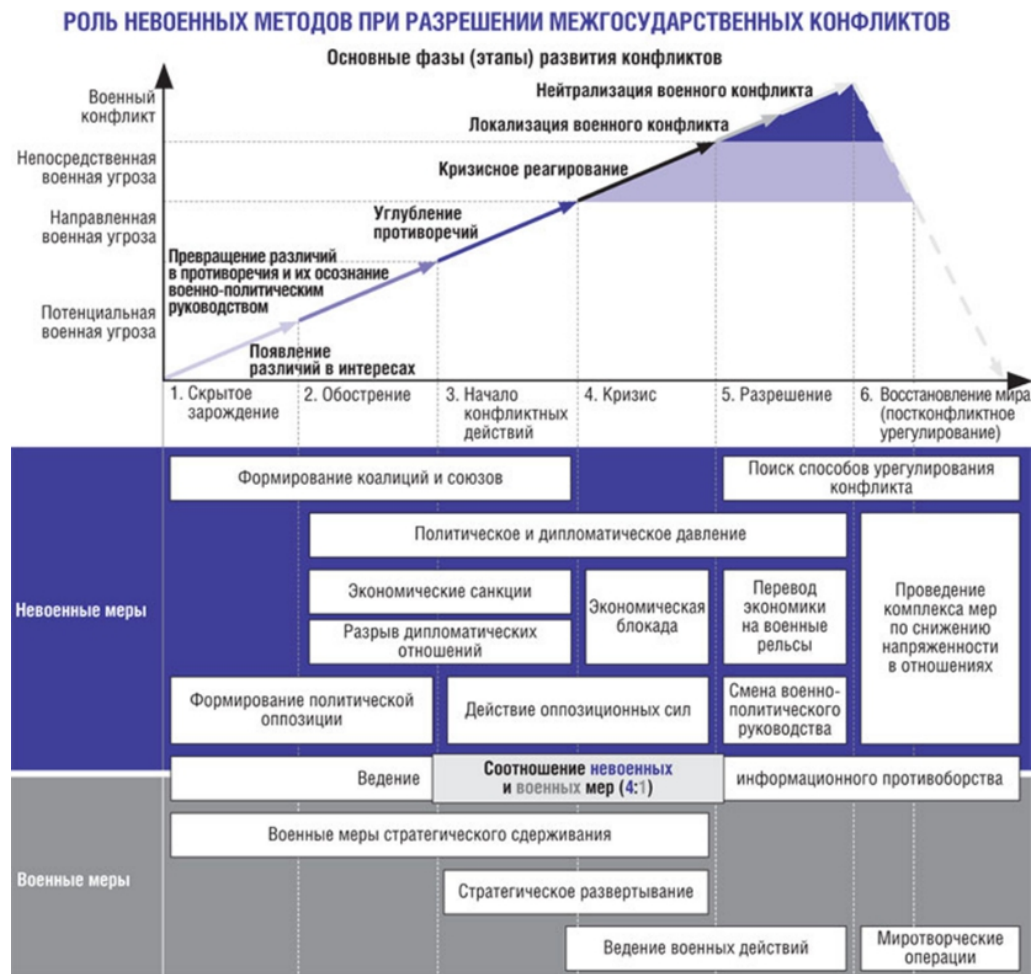 РОЛЬ НЕВОЕННЫХ МЕТОДОВ ПРИ РАЗРЕШЕНИИ МЕЖГОСУДАРСТВЕННЫХ КОНФЛИКТОВ
Основные фазы (этапы) развития конфликтов
Военный
конфликт
Непосредственная
военная угроза
Направленная
военная угроза
Потенциальная
военная угроза
Нейтрализация военного конфликта
Локализация военного конфликта
Кризисное реагирование
Углубление
противоречий
Превращение различий
в противоречия и их осознание
военно-политическим
руководством
Появление
различий в интересах
1. Скрытое
зарождение
2. Обострение
3. Начало
конфликтных
действий
4. Кризис
5. Разрешение
6. Восстановление мира
(постконфликтное
урегулирование)
Невоенные меры
Формирование коалиций и союзов
Поиск способов урегулирования
конфликта
Политическое и дипломатическое давление
Экономические санкции
Разрыв дипломатических
отношений
Экономическая
блокада
Перевод
экономики
на военные
рельсы
Проведение
комплекса мер
по снижению
напряженности
в отношениях
Формирование политической
оппозиции
Действие оппозиционных сил
Смена военно-
политического
руководства
Ведение
Соотношение невоенных
и военных мер (4:1)
информационного противоборства
Военные меры
Военные меры стратегического сдерживания
Стратегическое развертывание
Ведение военных действий
Миротворческие
операции